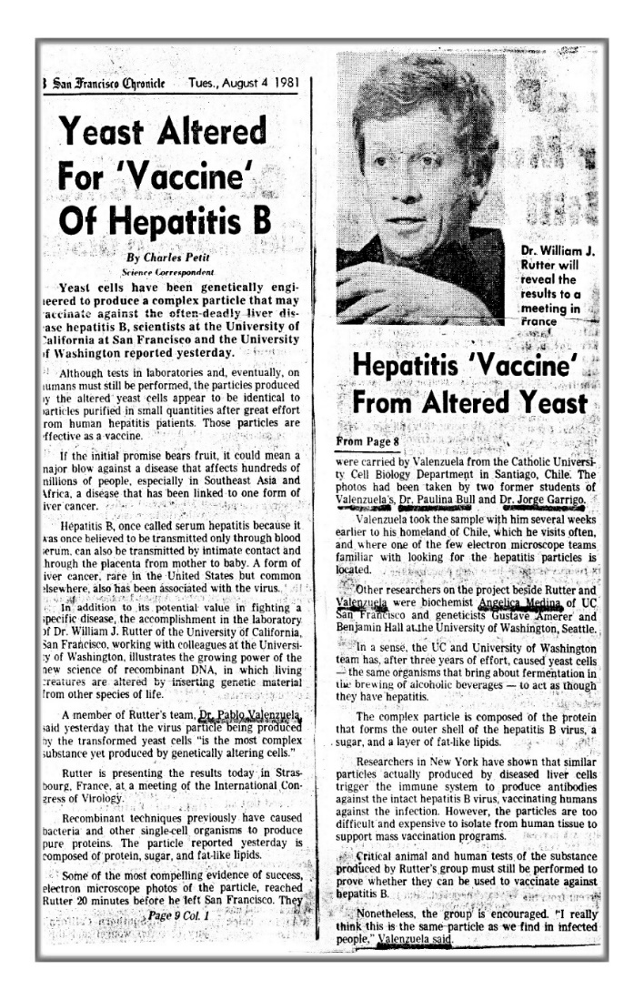 San Francisco Chronicle Tues., August 4 1981
Yeast Altered
For 'Vaccine'
Of Hepatitis B
By Charles Petit
Science Correspondent
Yeast cells have been genetically engi-
neered to produce a complex particle that may
vaccinate against the often-deadly liver dis-
ease hepatitis B, scientists at the University of
California at San Francisco and the University
of Washington reported yesterday.
Although tests in laboratories and, eventually, on
humans must still be performed, the particles produced
by the altered yeast cells appear to be identical to
particles purified in small quantities after great effort
from human hepatitis patients. Those particles are
effective as a vaccine.
If the initial promise bears fruit, it could mean a
major blow against a disease that affects hundreds of
millions of people, especially in Southeast Asia and
Africa, a disease that has been linked to one form of
liver cancer.
Hepatitis B, once called serum hepatitis because it
was once believed to be transmitted only through blood
serum, can also be transmitted by intimate contact and
through the placenta from mother to baby. A form of
liver cancer, rare in the United States but common
elsewhere, also has been associated with the virus.
In addition to its potential value in fighting a
specific disease, the accomplishment in the laboratory
of Dr. William J. Rutter of the University of California,
San Francisco, working with colleagues at the Universi-
ty of Washington, illustrates the growing power of the
new science of recombinant DNA, in which living
creatures are altered by inserting genetic material
from other species of life.
A member of Rutter's team, Dr. Pablo Valenzuela,
said yesterday that the virus particle being produced
by the transformed yeast cells "is the most complex
substance yet produced by genetically altering cells."
Rutter is presenting the results today in Stras-
bourg, France, at a meeting of the International Con-
gress of Virology.
Recombinant techniques previously have caused
bacteria and other single-cell organisms to produce
pure proteins. The particle reported yesterday is
composed of protein, sugar, and fat-like lipids.
Some of the most compelling evidence of success,
electron microscope photos of the particle, reached
Rutter 20 minutes before he left San Francisco. They
Page 9 Col. 1
Dr. William J.
Rutter will
reveal the
results to a
meeting in
France
Hepatitis 'Vaccine'
From Altered Yeast
From Page 8
were carried by Valenzuela from the Catholic Universi-
ty Cell Biology Department in Santiago, Chile. The
photos had been taken by two former students of
Valenzuela's, Dr. Paulina Bull and Dr. Jorge Garrigo.
Valenzuela took the sample with him several weeks
earlier to his homeland of Chile, which he visits often,
and where one of the few electron microscope teams
familiar with looking for the hepatitis particles is
located.
Other researchers on the project beside Rutter and
Valenzuela were biochemist Angelica Medina of UC
San Francisco and geneticists Gustave Amerer and
Benjamin Hall at the University of Washington, Seattle.
In a sense, the UC and University of Washington
team has, after three years of effort, caused yeast cells
— the same organisms that bring about fermentation in
the brewing of alcoholic beverages — to act as though
they have hepatitis.
The complex particle is composed of the protein
that forms the outer shell of the hepatitis B virus, a
sugar, and a layer of fat-like lipids.
Researchers in New York have shown that similar
particles actually produced by diseased liver cells
trigger the immune system to produce antibodies
against the intact hepatitis B virus, vaccinating humans
against the infection. However, the particles are too
difficult and expensive to isolate from human tissue to
support mass vaccination programs.
Critical animal and human tests of the substance
produced by Rutter's group must still be performed to
prove whether they can be used to vaccinate against
hepatitis B.
Nonetheless, the group is encouraged. "I really
think this is the same particle as we find in infected
people," Valenzuela said.